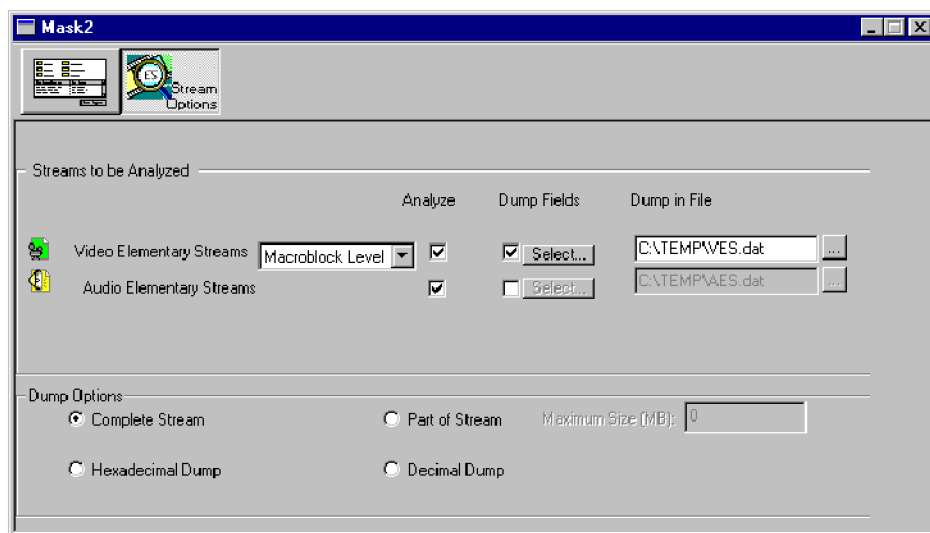 Mask2
ES
Stream
Options
Streams to be Analyzed
Analyze Dump Fields Dump in File
Video Elementary Streams Macroblock Level Select... C:\TEMP\VES.dat ...
Audio Elementary Streams Select... C:\TEMP\AES.dat ...
Dump Options
Complete Stream Part of Stream Maximum Size (MB): 0
Hexadecimal Dump Decimal Dump